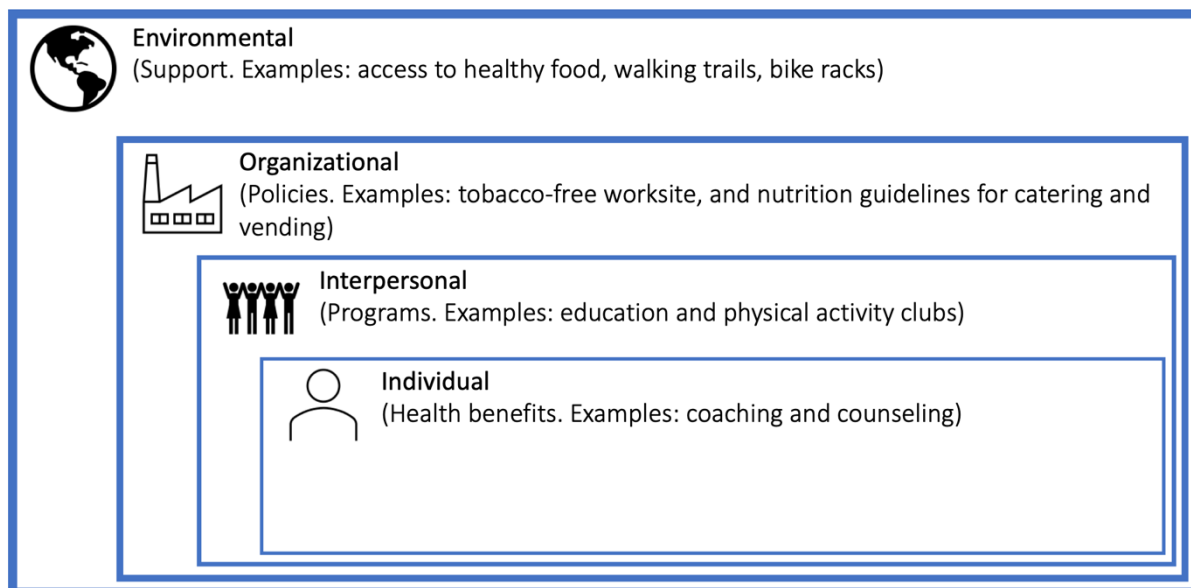 Environmental
(Support. Examples: access to healthy food, walking trails, bike racks)
Organizational
(Policies. Examples: tobacco-free worksite, and nutrition guidelines for catering and
vending)
Interpersonal
(Programs. Examples: education and physical activity clubs)
Individual
(Health benefits. Examples: coaching and counseling)